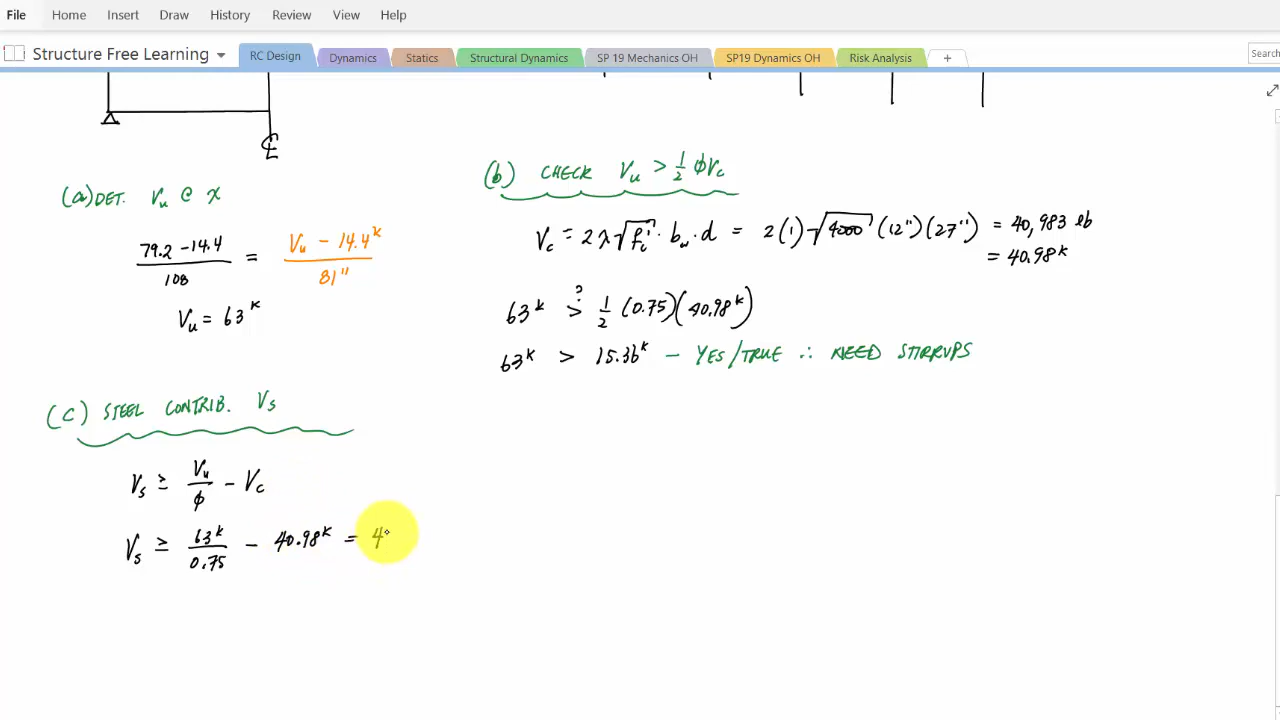 File Home Insert Draw History Review View Help
Structure Free Learning RC Design Dynamics Statics Structural Dynamics SP 19 Mechanics OH SP19 Dynamics OH Risk Analysis + Searc
℄
(a) DET. Vu @ x
79.2 - 14.4 / 108 = Vu - 14.4ᵏ / 81"
Vu = 63ᵏ
(b) CHECK Vu > 1/2 ϕVc
Vc = 2λ√f'c · bw · d = 2(1)√4000 (12")(27") = 40,983 lb
= 40.98ᵏ
63ᵏ >? 1/2 (0.75)(40.98ᵏ)
63ᵏ > 15.36ᵏ - YES/TRUE ∴ NEED STIRRUPS
(c) STEEL CONTRIB. Vs
Vs ≥ Vu/ϕ - Vc
Vs ≥ 63ᵏ/0.75 - 40.98ᵏ = 4